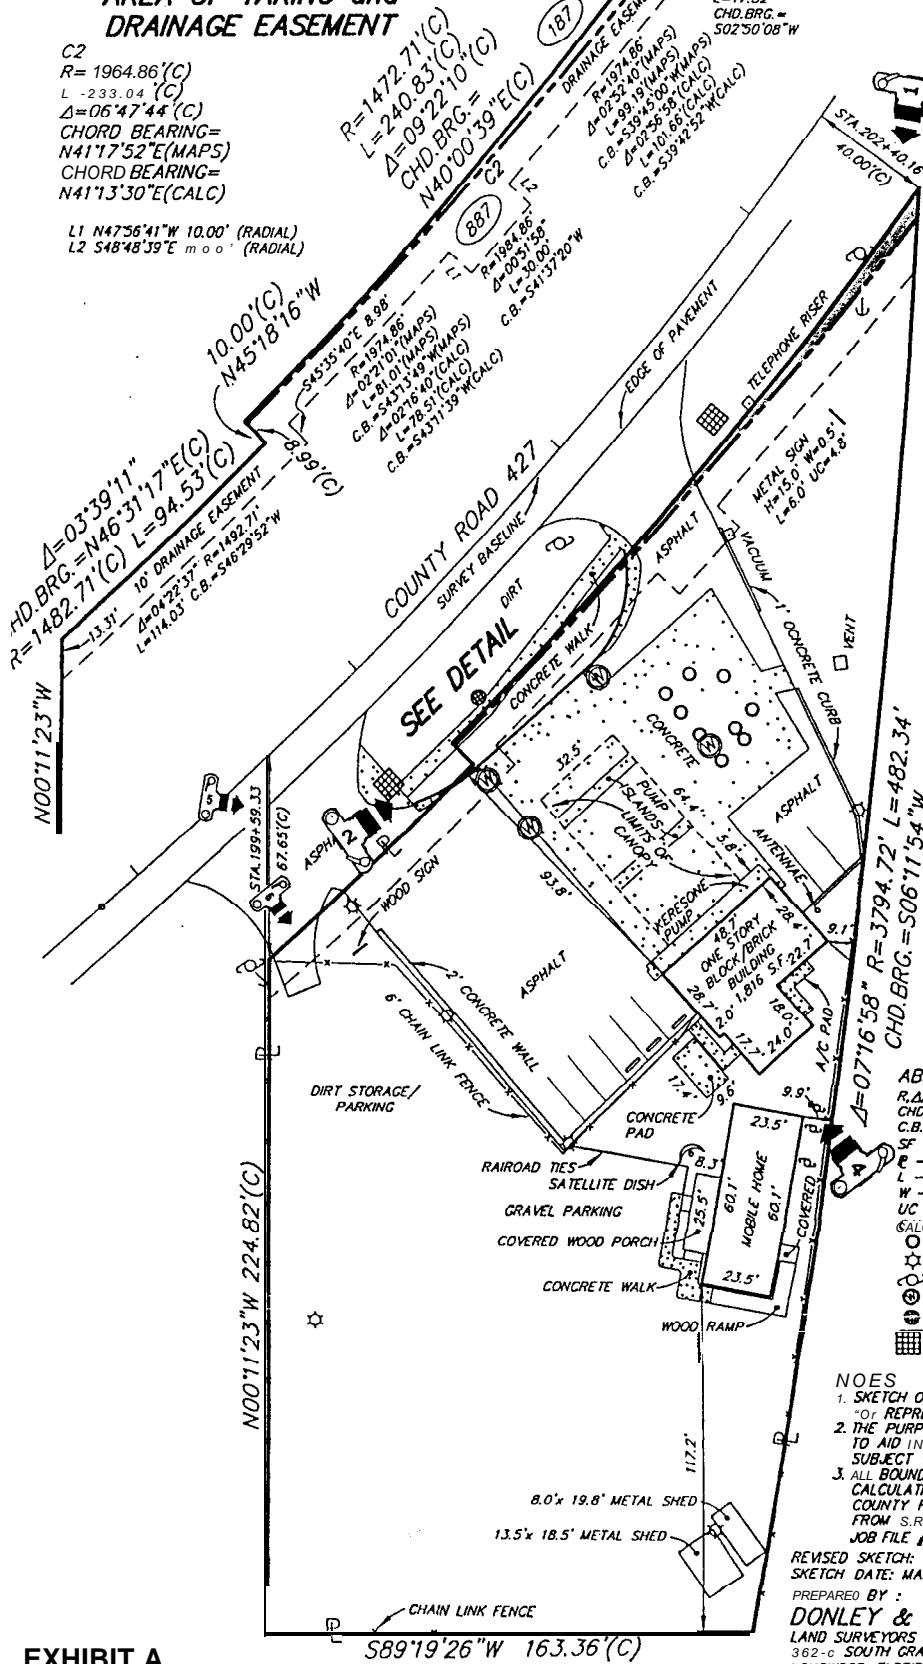 AREA OF TAKING and
DRAINAGE EASEMENT
C2
R= 1964.86'(C)
L -233.04 '(C)
Δ=06°47'44"(C)
CHORD BEARING=
N41°17'52"E(MAPS)
CHORD BEARING=
N41°13'30"E(CALC)
L1 N47°56'41"W 10.00' (RADIAL)
L2 S48°48'39"E moo' (RADIAL)
R=1472.71'(C)
L=240.83'(C)
Δ=09°22'10"(C)
CHD.BRG.=
N40°00'39"E(C)
187
DRAINAGE EASEM
CHD.BRG.=
S02°50'08"W
R=1974.86'
Δ=02°52'40"(MAPS)
L=99.19(MAPS)
C.B.=S39°45'00"W(MAPS)
Δ=02°56'58"(CALC)
L=101.66'(CALC)
C.B.=S39°42'52"W(CALC)
C2
L2
887
R=1984.86'
Δ=00°51'58"
L=30.00'
C.B.=S41°37'20"W
1
STA.202+40.16
40.00'(C)
10.00'(C)
N45°18'16"W
S45°35'40"E 8.98'
R=1974.86'
Δ=02°21'01"(MAPS)
L=81.01'(MAPS)
C.B.=S43°13'49"W(MAPS)
Δ=02°16'40"(CALC)
L=78.51'(CALC)
C.B.=S43°11'39"W(CALC)
8.99'(C)
Δ=03°39'11"
HD.BRG.=N46°31'17"E(C)
R=1482.71'(C) L=94.53'(C)
10' DRAINAGE EASEMENT
Δ=04°22'37" R=1492.71'
L=114.03' C.B.=S46°29'52"W
13.31'
N00°11'23"W
EDGE OF PAVEMENT
TELEPHONE RISER
COUNTY ROAD 427
SURVEY BASELINE
METAL SIGN
H=15.0' W=0.5'
L=6.0' UC=4.8'
ASPHALT
VACUUM
DIRT
SEE DETAIL
CONCRETE WALK
1' OCNCRETE CURB
VENT
W
CONCRETE
W
32.5'
PUMP
ISLANDS
LIMITS OF
CANOPY
64.4'
5.8'
ASPHALT
ANTENNAE
W
W
5
STA.199+59.33
67.65'(C)
ASPHA
2
6
WOOD SIGN
93.8'
KERESONE
PUMP
48.7'
ONE STORY
BLOCK/BRICK
BUILDING
1,816 S.F.
28.4'
22.7'
9.1'
28.7'
2.0'
18.0'
17.7'
24.0'
A/C PAD
ASPHALT
2' CONCRETE WALL
6' CHAIN LINK FENCE
DIRT STORAGE/
PARKING
17.4'
9.6'
CONCRETE
PAD
Δ=07°16'58" R=3794.72' L=482.34'
CHD.BRG.=S06°11'54"W
9.9'
23.5'
4
RAIROAD TIES
SATELLITE DISH
8.3'
GRAVEL PARKING
COVERED WOOD PORCH
25.5'
60.1'
MOBILE HOME
60.1'
COVERED
CONCRETE WALK
23.5'
WOOD RAMP
N00°11'23"W 224.82'(C)
117.2'
8.0'x 19.8' METAL SHED
13.5'x 18.5' METAL SHED
CHAIN LINK FENCE
S89°19'26"W 163.36'(C)
AB
R,Δ
CHD
C.B.
SF
L
W -
UC
NOES
1. SKETCH O
"Or REPRE
2. THE PURP
TO AID IN
SUBJECT
3. ALL BOUND
CALCULATI
COUNTY R
FROM S.R
JOB FILE
REVISED SKETCH:
SKETCH DATE: MA
PREPARE0 BY :
DONLEY &
LAND SURVEYORS
362-c SOUTH GRA
EXHIBIT A